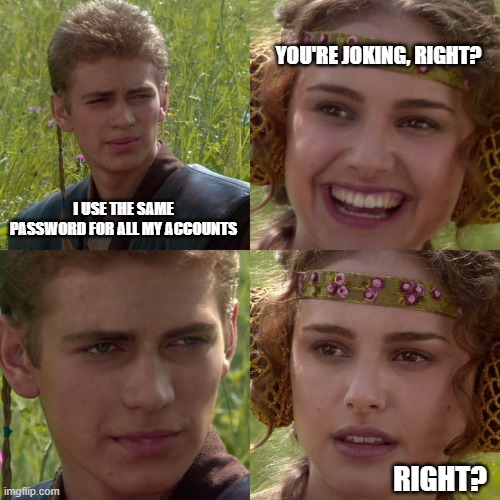 YOU'RE JOKING, RIGHT?
I USE THE SAME
PASSWORD FOR ALL MY ACCOUNTS
RIGHT?
imgflip.com